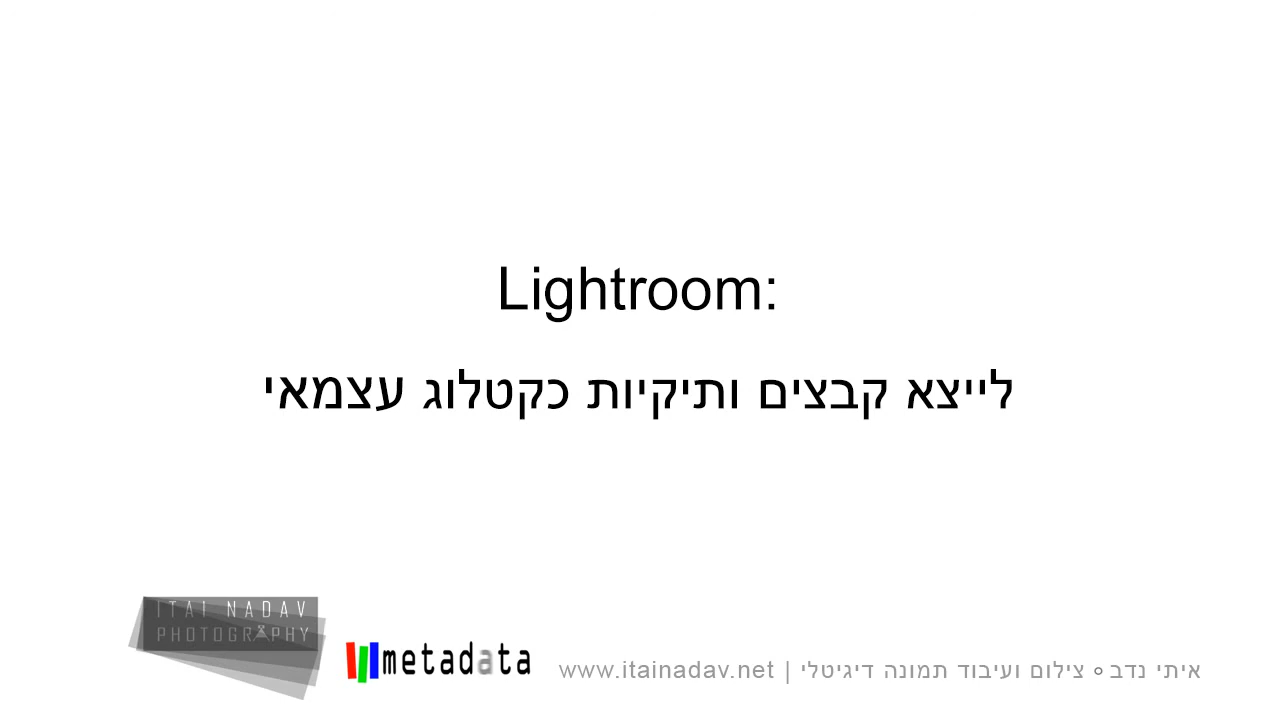 Lightroom:
לייצא קבצים ותיקיות כקטלוג עצמאי
ITAI NADAV
PHOTOGRAPHY
metadata
איתי נדב ∘ צילום ועיבוד תמונה דיגיטלי | www.itainadav.net